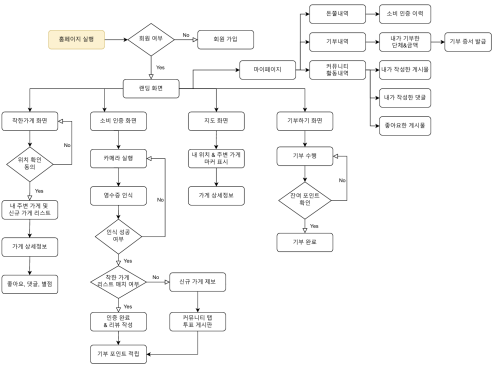 돈쭐내역
소비 인증 이력
홈페이지 실행
회원 여부
No
회원 가입
기부내역
내가 기부한
단체&금액
기부 증서 발급
Yes
마이페이지
커뮤니티
활동내역
내가 작성한 게시물
랜딩 화면
내가 작성한 댓글
착한가게 화면
소비 인증 화면
지도 화면
기부하기 화면
좋아요한 게시물
No
위치 확인
동의
카메라 실행
내 위치 & 주변 가게
마커 표시
기부 수행
No
Yes
영수증 인식
No
가게 상세정보
잔여 포인트
확인
내 주변 가게 및
신규 가게 리스트
인식 성공
여부
Yes
가게 상세정보
기부 완료
Yes
좋아요, 댓글, 별점
착한 가게
리스트 매치 여부
No
신규 가게 제보
Yes
인증 완료
& 리뷰 작성
커뮤니티 탭
투표 게시판
기부 포인트 적립